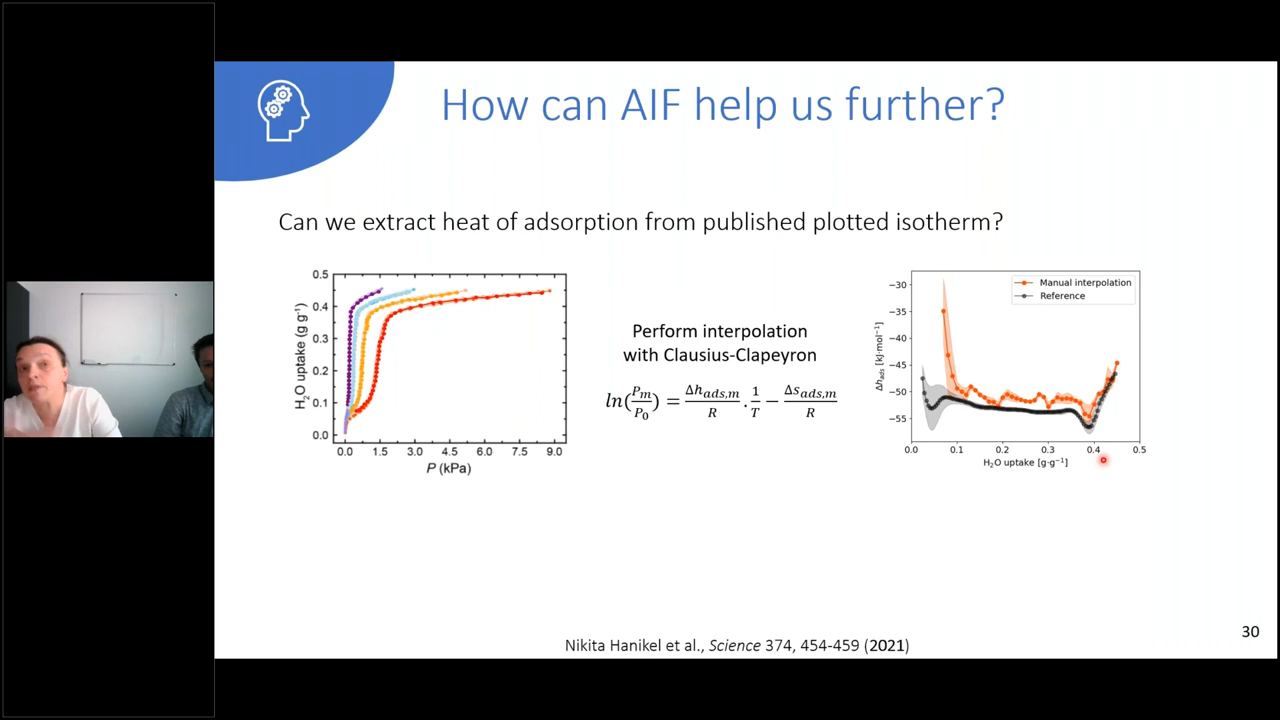 How can AIF help us further?
Can we extract heat of adsorption from published plotted isotherm?
0.5
0.4
0.3
0.2
0.1
0.0
H₂O uptake (g g⁻¹)
0.0 1.5 3.0 4.5 6.0 7.5 9.0
P (kPa)
Perform interpolation
with Clausius-Clapeyron
ln(Pₘ/P₀) = Δh_ads,m/R . 1/T − Δs_ads,m/R
Manual interpolation
Reference
−30
−35
−40
−45
−50
−55
Δh_ads [kJ·mol⁻¹]
0.0 0.1 0.2 0.3 0.4 0.5
H₂O uptake [g·g⁻¹]
Nikita Hanikel et al., Science 374, 454-459 (2021)
30